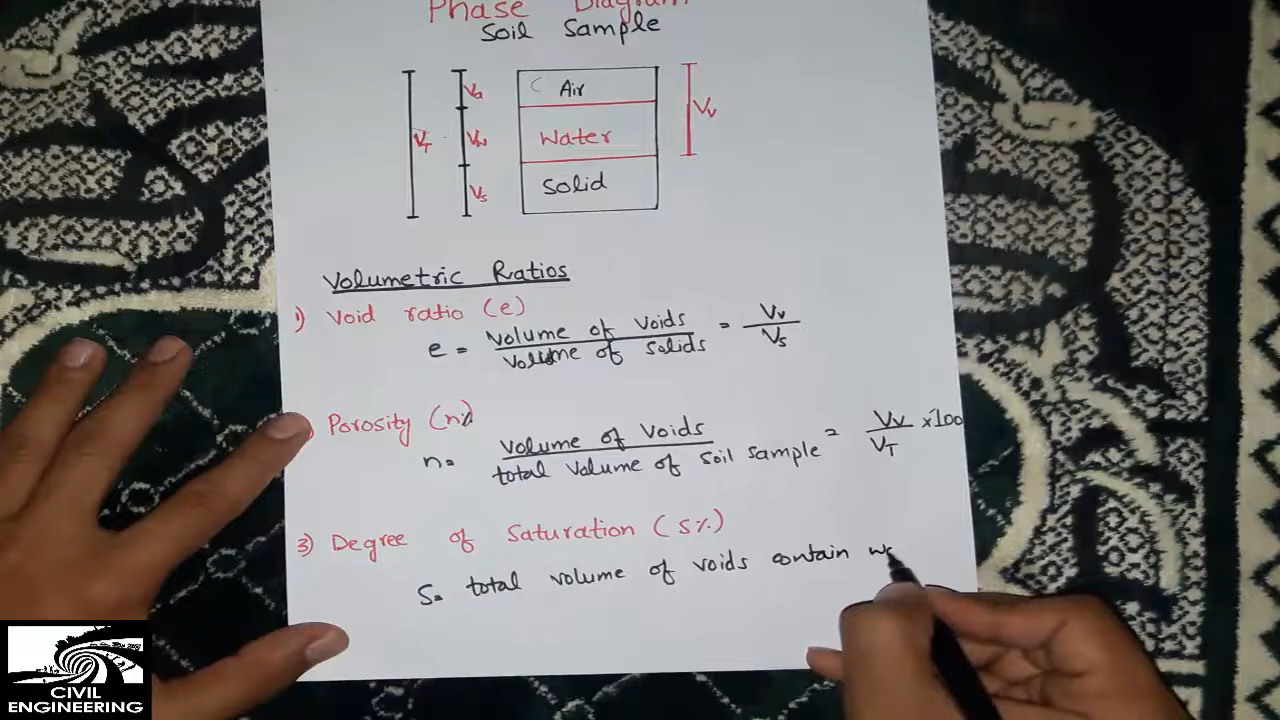 Phase Diagram
Soil Sample
VT
Va
Vw
Vs
Air
Water
Solid
Vv
Volumetric Ratios
1) Void ratio (e)
e = Volume of voids / Volume of solids = Vv / Vs
Porosity (n%)
n = Volume of voids / total volume of soil sample = Vv / VT × 100
3) Degree of Saturation (S%)
S = total volume of voids contain
CIVIL
ENGINEERING